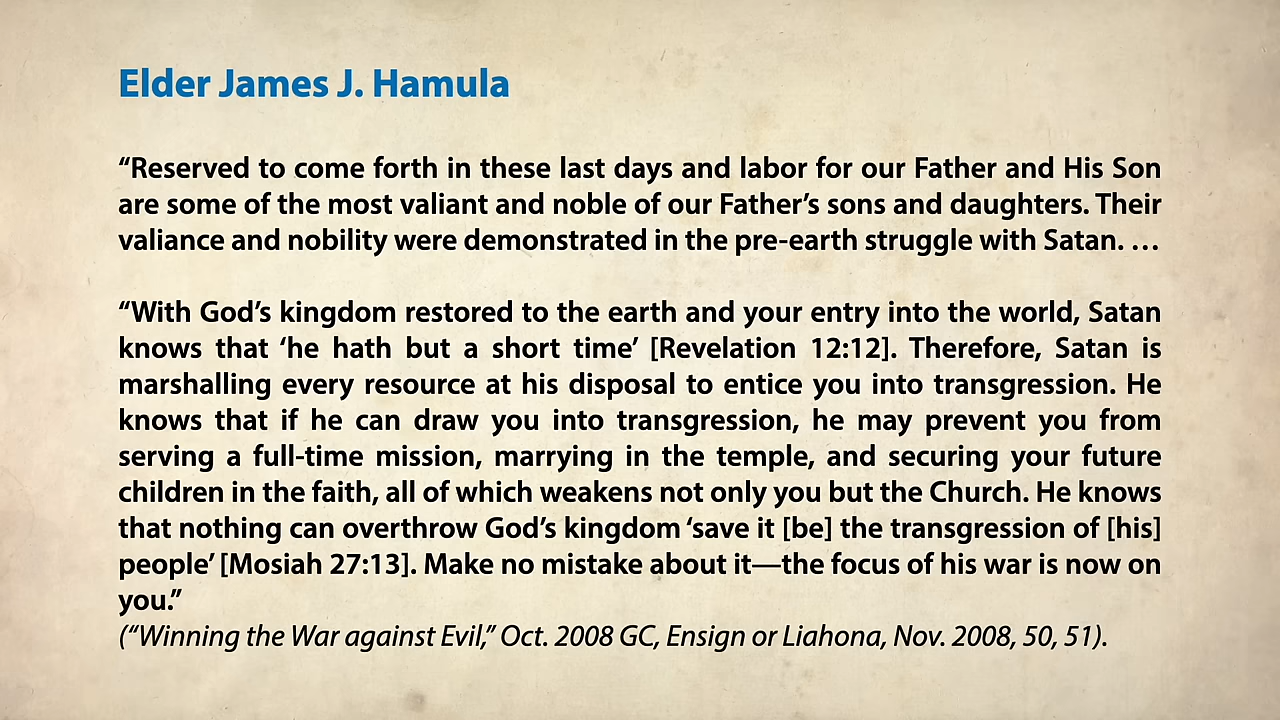 Elder James J. Hamula
“Reserved to come forth in these last days and labor for our Father and His Son
are some of the most valiant and noble of our Father’s sons and daughters. Their
valiance and nobility were demonstrated in the pre-earth struggle with Satan. …
“With God’s kingdom restored to the earth and your entry into the world, Satan
knows that ‘he hath but a short time’ [Revelation 12:12]. Therefore, Satan is
marshalling every resource at his disposal to entice you into transgression. He
knows that if he can draw you into transgression, he may prevent you from
serving a full-time mission, marrying in the temple, and securing your future
children in the faith, all of which weakens not only you but the Church. He knows
that nothing can overthrow God’s kingdom ‘save it [be] the transgression of [his]
people’ [Mosiah 27:13]. Make no mistake about it—the focus of his war is now on
you.”
(“Winning the War against Evil,” Oct. 2008 GC, Ensign or Liahona, Nov. 2008, 50, 51).